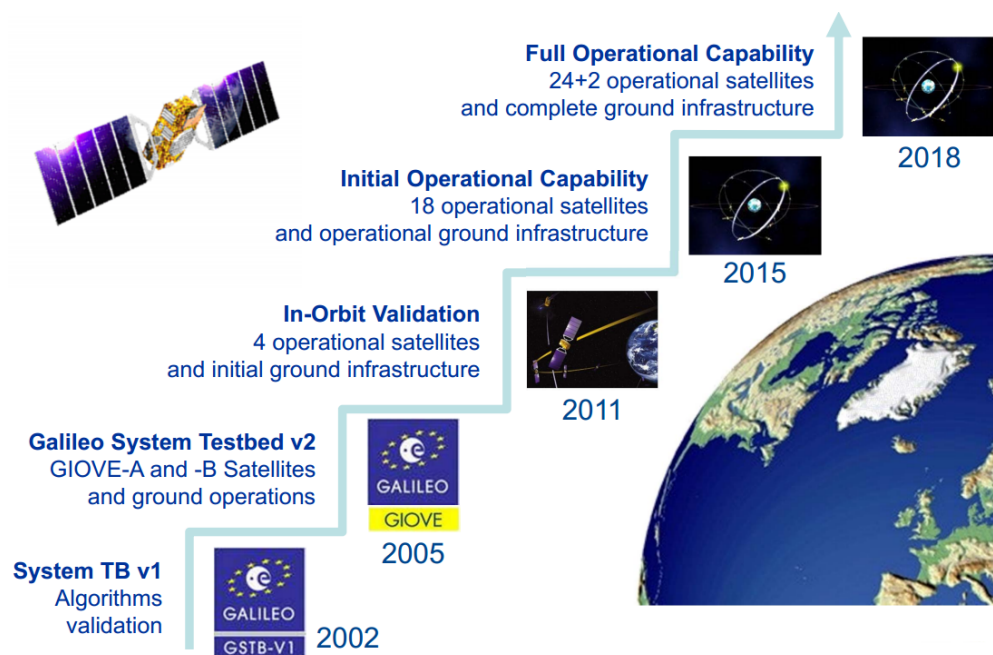 Full Operational Capability
24+2 operational satellites
and complete ground infrastructure
2018
Initial Operational Capability
18 operational satellites
and operational ground infrastructure
2015
In-Orbit Validation
4 operational satellites
and initial ground infrastructure
2011
Galileo System Testbed v2
GIOVE-A and -B Satellites
and ground operations
GALILEO
GIOVE
2005
System TB v1
Algorithms
validation
GALILEO
GSTB-V1
2002